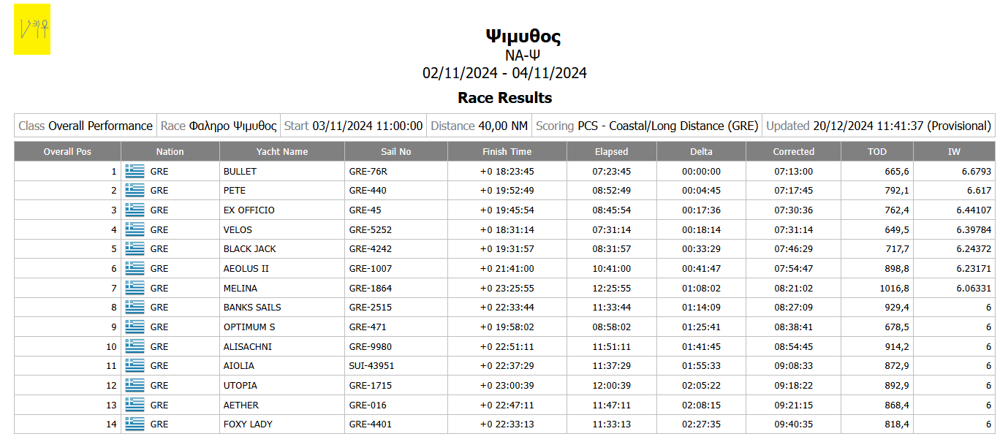 Ψιμυθος
ΝΑ-Ψ
02/11/2024 - 04/11/2024
Race Results
Class Overall Performance Race Φαληρο Ψιμυθος Start 03/11/2024 11:00:00 Distance 40,00 NM Scoring PCS - Coastal/Long Distance (GRE) Updated 20/12/2024 11:41:37 (Provisional)
Overall Pos Nation Yacht Name Sail No Finish Time Elapsed Delta Corrected TOD IW
1 GRE BULLET GRE-76R +0 18:23:45 07:23:45 00:00:00 07:13:00 665,6 6.6793
2 GRE PETE GRE-440 +0 19:52:49 08:52:49 00:04:45 07:17:45 792,1 6.617
3 GRE EX OFFICIO GRE-45 +0 19:45:54 08:45:54 00:17:36 07:30:36 762,4 6.44107
4 GRE VELOS GRE-5252 +0 18:31:14 07:31:14 00:18:14 07:31:14 649,5 6.39784
5 GRE BLACK JACK GRE-4242 +0 19:31:57 08:31:57 00:33:29 07:46:29 717,7 6.24372
6 GRE AEOLUS II GRE-1007 +0 21:41:00 10:41:00 00:41:47 07:54:47 898,8 6.23171
7 GRE MELINA GRE-1864 +0 23:25:55 12:25:55 01:08:02 08:21:02 1016,8 6.06331
8 GRE BANKS SAILS GRE-2515 +0 22:33:44 11:33:44 01:14:09 08:27:09 929,4 6
9 GRE OPTIMUM S GRE-471 +0 19:58:02 08:58:02 01:25:41 08:38:41 678,5 6
10 GRE ALISACHNI GRE-9980 +0 22:51:11 11:51:11 01:41:45 08:54:45 914,2 6
11 GRE AIOLIA SUI-43951 +0 22:37:29 11:37:29 01:55:33 09:08:33 872,9 6
12 GRE UTOPIA GRE-1715 +0 23:00:39 12:00:39 02:05:22 09:18:22 892,9 6
13 GRE AETHER GRE-016 +0 22:47:11 11:47:11 02:08:15 09:21:15 868,4 6
14 GRE FOXY LADY GRE-4401 +0 22:33:13 11:33:13 02:27:35 09:40:35 818,4 6